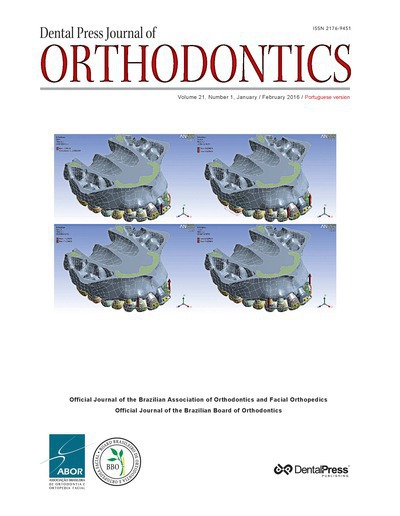 ISSN 2176-9451
Dental Press Journal of
ORTHODONTICS
Volume 21, Number 1, January / February 2016 / Portuguese version
Official Journal of the Brazilian Association of Orthodontics and Facial Orthopedics
Official Journal of the Brazilian Board of Orthodontics
ABOR
ASSOCIAÇÃO BRASILEIRA
DE ORTODONTIA E
ORTOPEDIA FACIAL
BBO
DentalPress
PUBLISHING